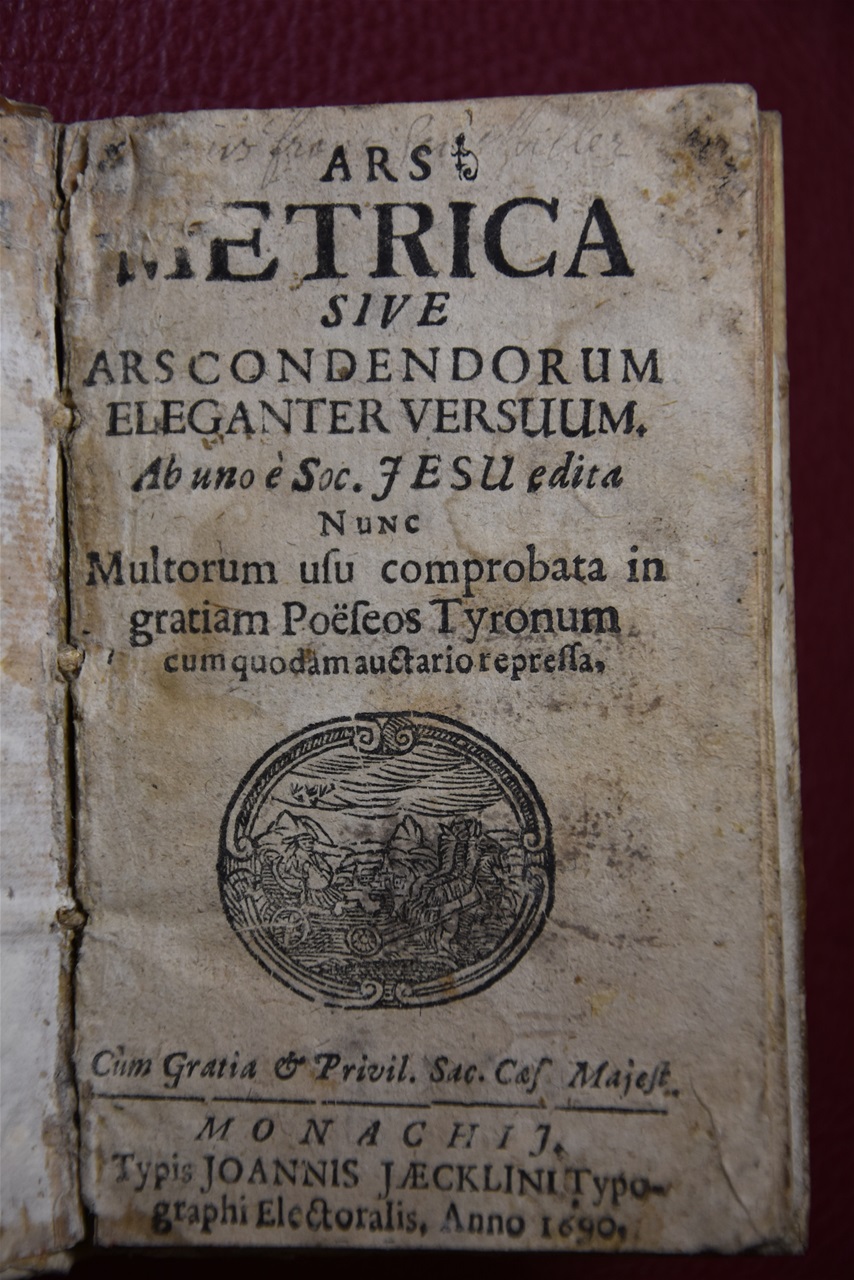 ARS
METRICA
SIVE
ARS CONDENDORUM
ELEGANTER VERSUUM.
Ab uno è Soc. JESU edita
NUNC
Multorum uſu comprobata in
gratiam Poëſeos Tyronum
cum quodam auctario repreſſa.
Cum Gratia & Privil. Sac. Cæſ. Majeſt.
MONACHIJ,
Typis JOANNIS JÆCKLINI Typo-
graphi Electoralis, Anno 1690.